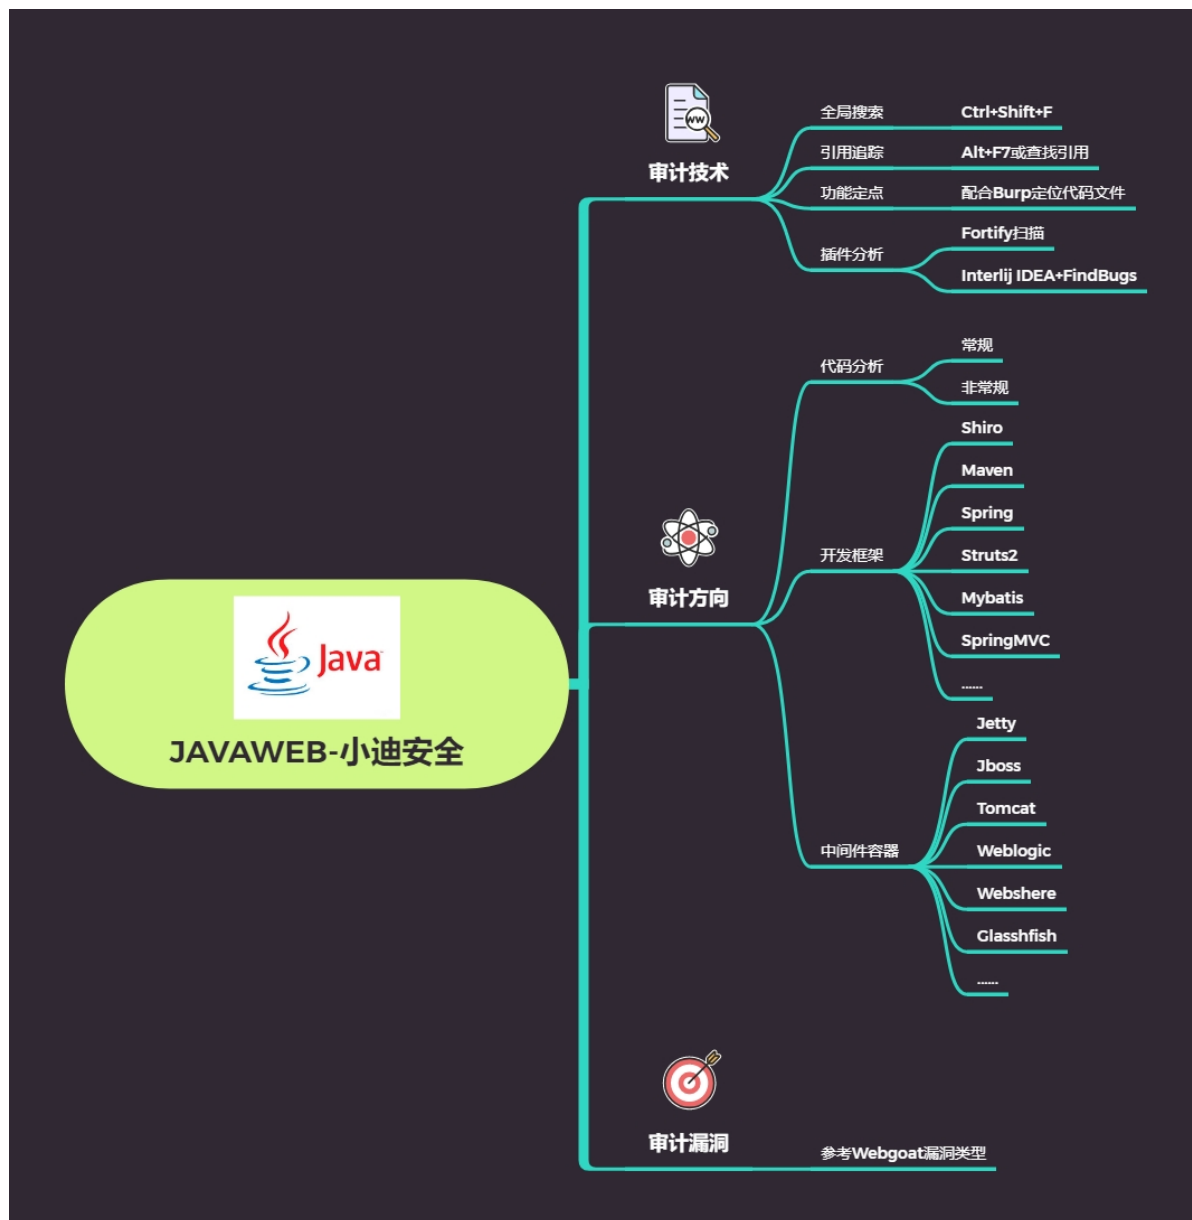 审计技术
全局搜索
Ctrl+Shift+F
引用追踪
Alt+F7或查找引用
功能定点
配合Burp定位代码文件
插件分析
Fortify扫描
Interlij IDEA+FindBugs
审计方向
代码分析
常规
非常规
开发框架
Shiro
Maven
Spring
Struts2
Mybatis
SpringMVC
......
中间件容器
Jetty
Jboss
Tomcat
Weblogic
Webshere
Glasshfish
......
审计漏洞
参考Webgoat漏洞类型
Java
JAVAWEB-小迪安全
WW